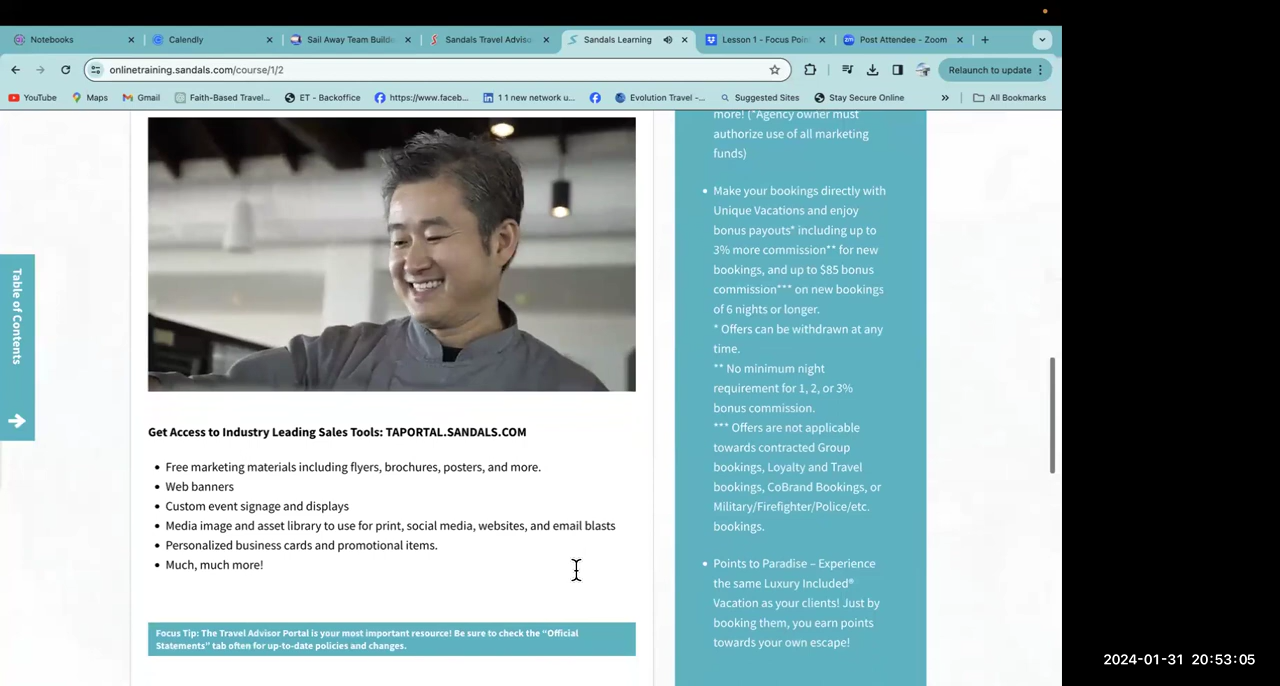 Notebooks
Calendly
Sail Away Team Build
Sandals Travel Adviso
Sandals Learning
Lesson 1 - Focus Poin
Post Attendee - Zoom
onlinetraining.sandals.com/course/1/2
Relaunch to update
YouTube
Maps
Gmail
Faith-Based Travel...
ET - Backoffice
https://www.faceb...
1 1 new network u...
Evolution Travel -...
Suggested Sites
Stay Secure Online
All Bookmarks
Table of Contents
Get Access to Industry Leading Sales Tools: TAPORTAL.SANDALS.COM
• Free marketing materials including flyers, brochures, posters, and more.
• Web banners
• Custom event signage and displays
• Media image and asset library to use for print, social media, websites, and email blasts
• Personalized business cards and promotional items.
• Much, much more!
Focus Tip: The Travel Advisor Portal is your most important resource! Be sure to check the “Official
Statements” tab often for up-to-date policies and changes.
more! (*Agency owner must
authorize use of all marketing
funds)
• Make your bookings directly with
Unique Vacations and enjoy
bonus payouts* including up to
3% more commission** for new
bookings, and up to $85 bonus
commission*** on new bookings
of 6 nights or longer.
* Offers can be withdrawn at any
time.
** No minimum night
requirement for 1, 2, or 3%
bonus commission.
*** Offers are not applicable
towards contracted Group
bookings, Loyalty and Travel
bookings, CoBrand Bookings, or
Military/Firefighter/Police/etc.
bookings.
• Points to Paradise – Experience
the same Luxury Included®
Vacation as your clients! Just by
booking them, you earn points
towards your own escape!
2024-01-31 20:53:05